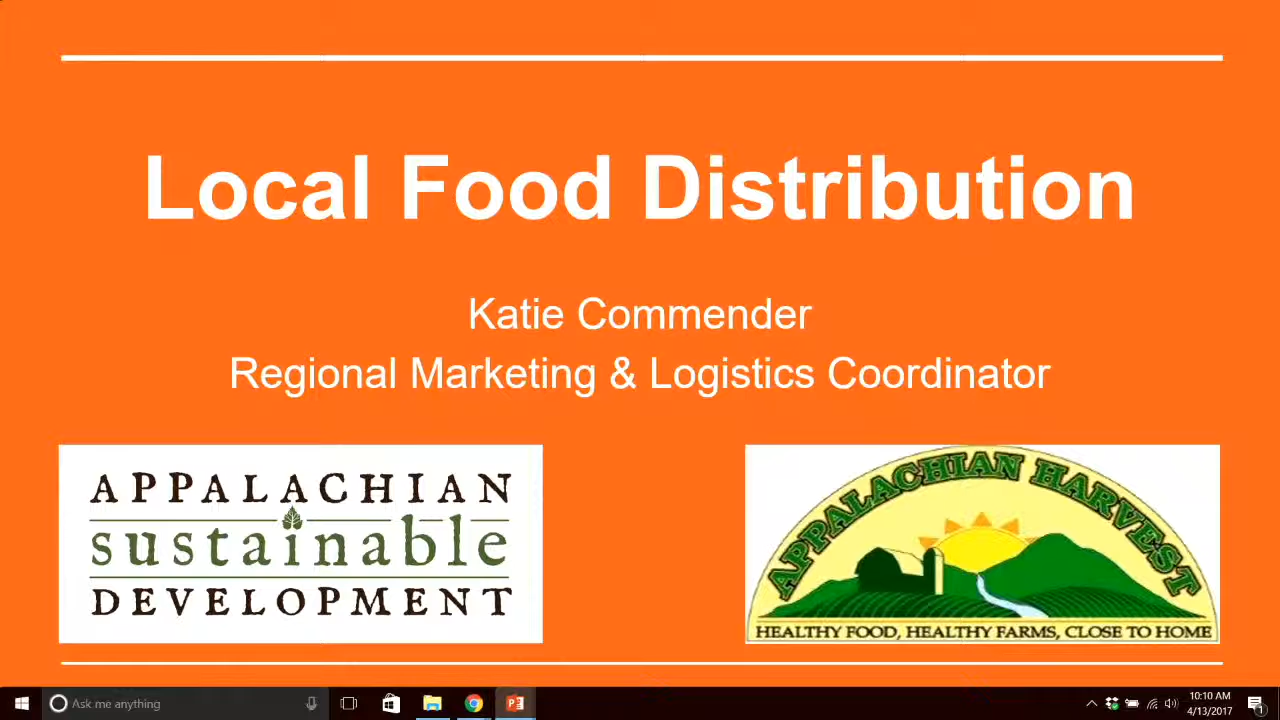 Local Food Distribution
Katie Commender
Regional Marketing & Logistics Coordinator
APPALACHIAN
sustainable
DEVELOPMENT
APPALACHIAN HARVEST
HEALTHY FOOD, HEALTHY FARMS, CLOSE TO HOME
Ask me anything
10:10 AM
4/13/2017
1